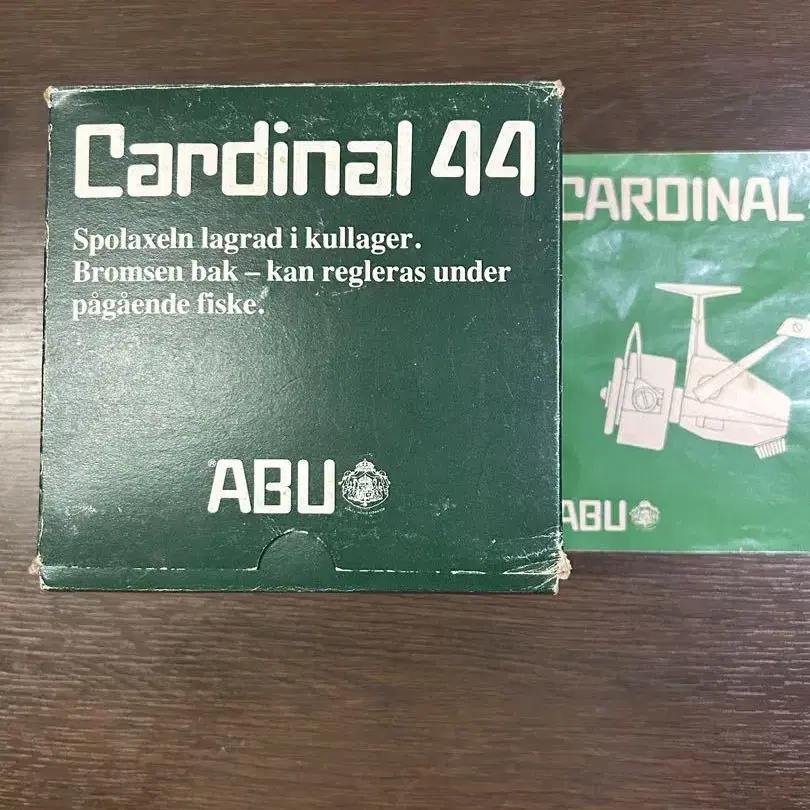 Cardinal 44
Spolaxeln lagrad i kullager.
Bromsen bak – kan regleras under
pågående fiske.
®ABU
CARDINAL
ABU